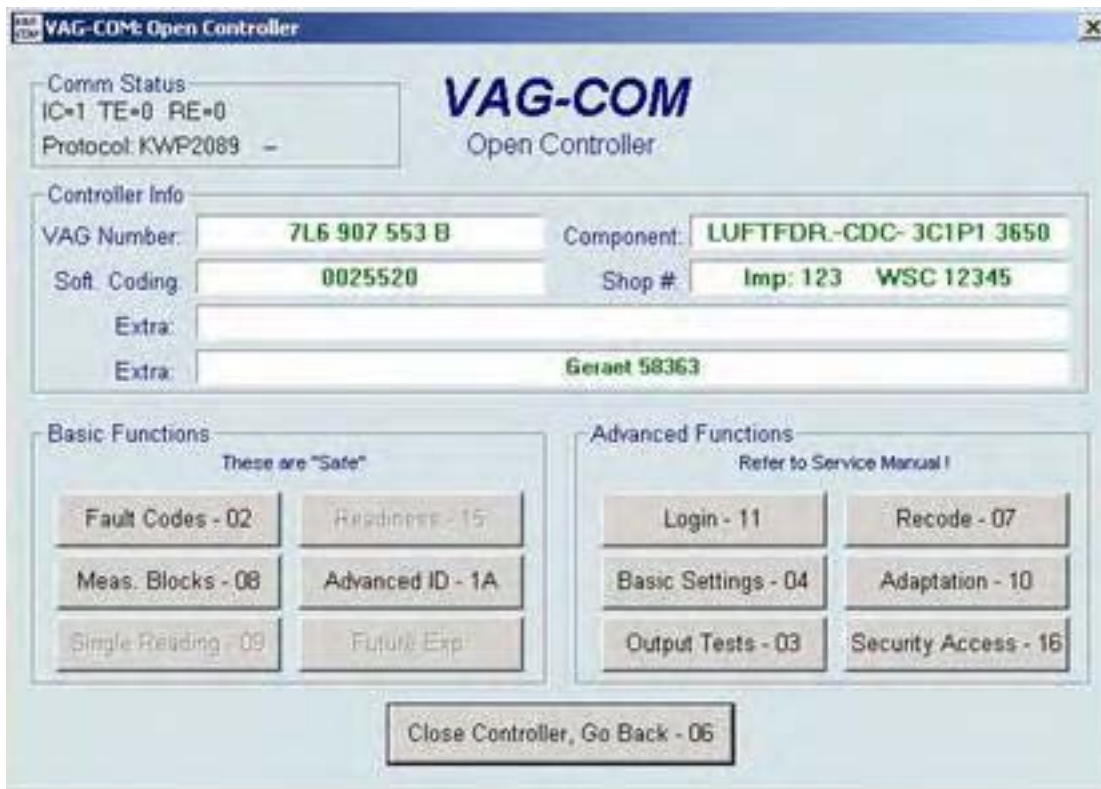 VAG-COM: Open Controller
Comm Status
IC=1 TE=0 RE=0
Protocol: KWP2089 –
VAG-COM
Open Controller
Controller Info
VAG Number: 7L6 907 553 B Component: LUFTFDR.-CDC- 3C1P1 3650
Soft. Coding: 0025520 Shop #: Imp: 123 WSC 12345
Extra:
Extra: Geraet 58363
Basic Functions
These are "Safe"
Fault Codes - 02 Readiness - 15
Meas. Blocks - 08 Advanced ID - 1A
Single Reading - 09 Future Exp
Advanced Functions
Refer to Service Manual !
Login - 11 Recode - 07
Basic Settings - 04 Adaptation - 10
Output Tests - 03 Security Access - 16
Close Controller, Go Back - 06